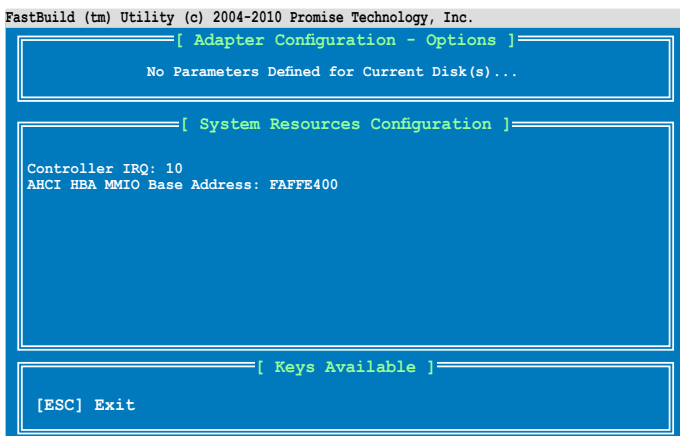 FastBuild (tm) Utility (c) 2004-2010 Promise Technology, Inc.
[ Adapter Configuration - Options ]
No Parameters Defined for Current Disk(s)...
[ System Resources Configuration ]
Controller IRQ: 10
AHCI HBA MMIO Base Address: FAFFE400
[ Keys Available ]
[ESC] Exit